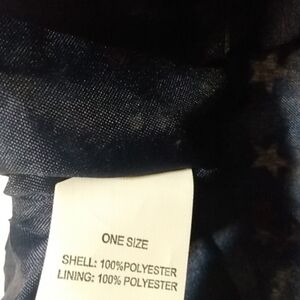 ONE SIZE
SHELL: 100%POLYESTER
LINING: 100% POLYESTER